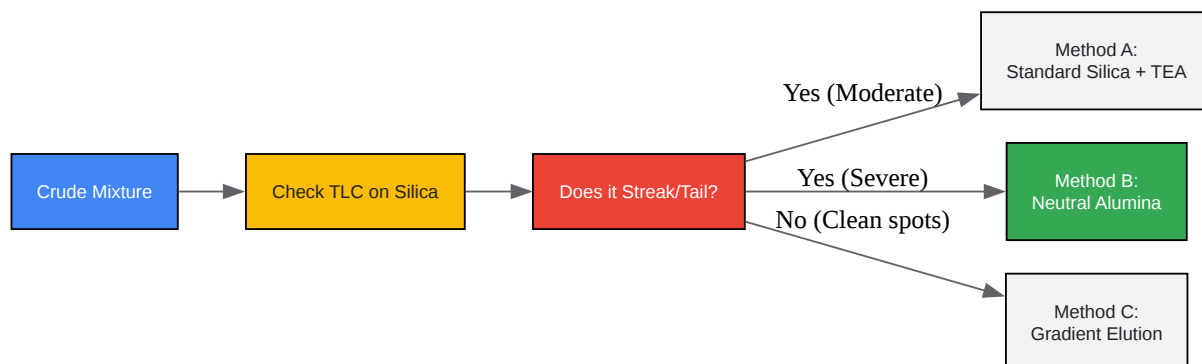 Crude Mixture
Check TLC on Silica
Does it Streak/Tail?
Yes (Moderate)
Method A:
Standard Silica + TEA
Yes (Severe)
Method B:
Neutral Alumina
No (Clean spots)
Method C:
Gradient Elution